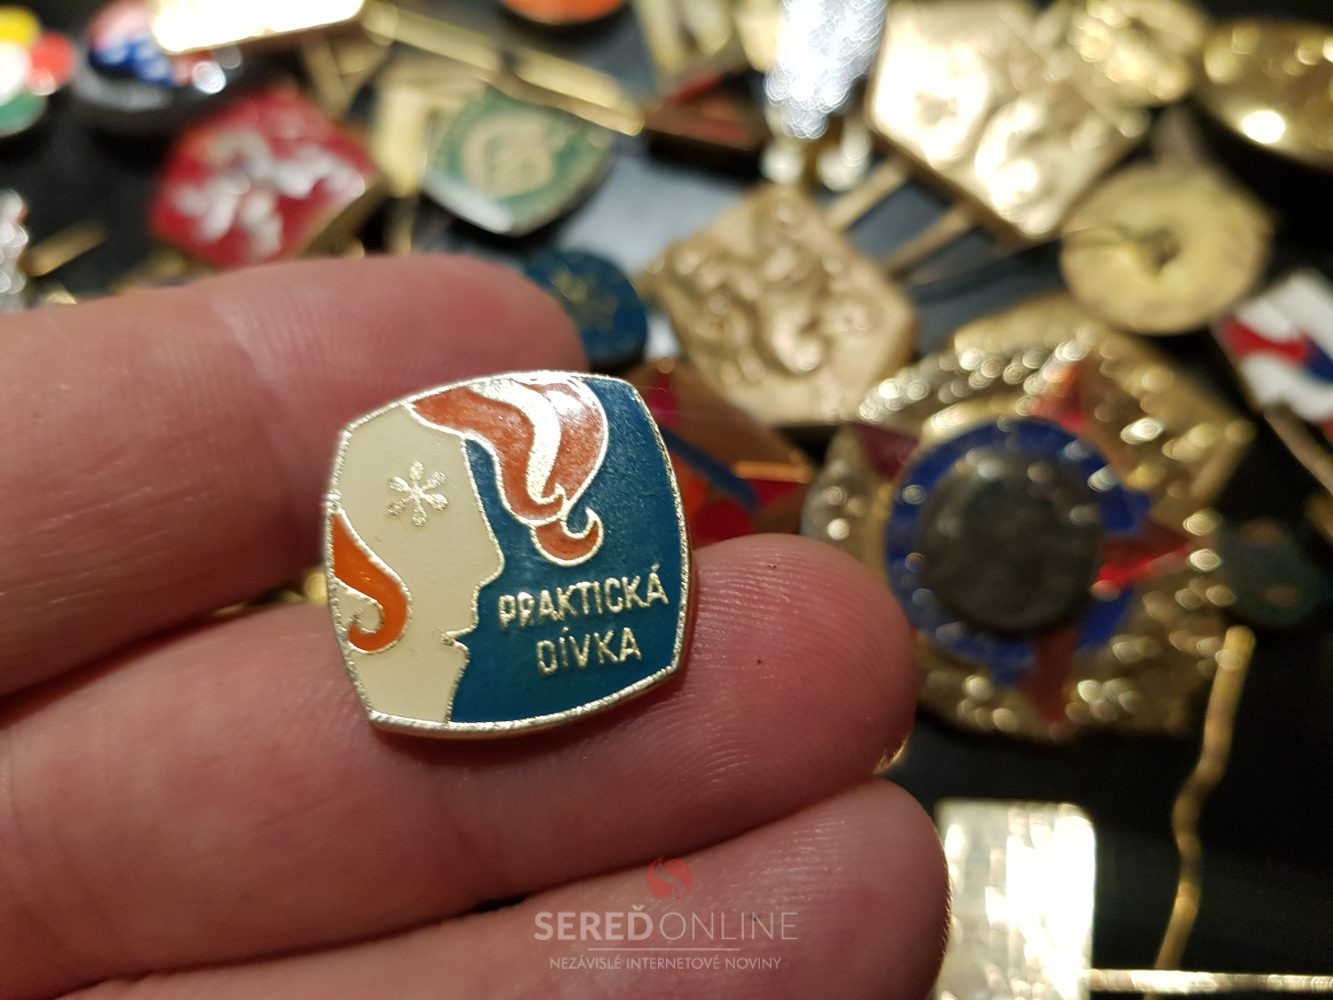 PRAKTICKÁ
DÍVKA
SEREĎONLINE
NEZÁVISLÉ INTERNETOVÉ NOVINY